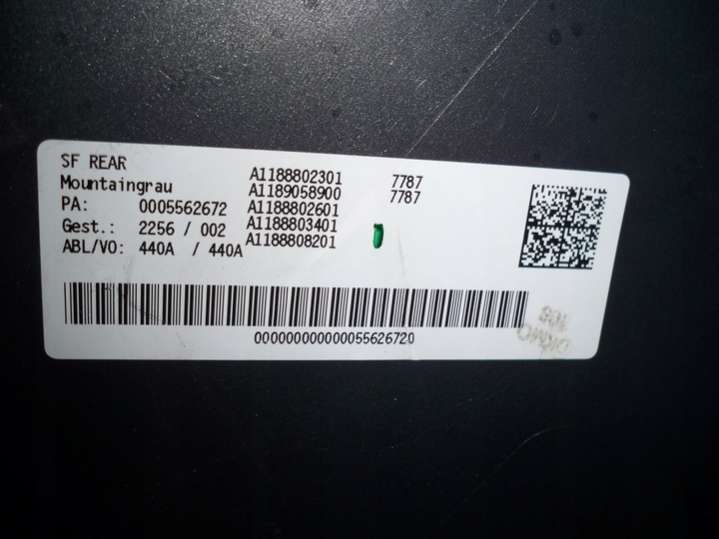 SF REAR
Mountaingrau
PA: 0005562672
Gest.: 2256 / 002
ABL/VO: 440A / 440A
A1188802301 7787
A1189058900 7787
A1188802601
A1188803401
A1188808201
00000000000055626720